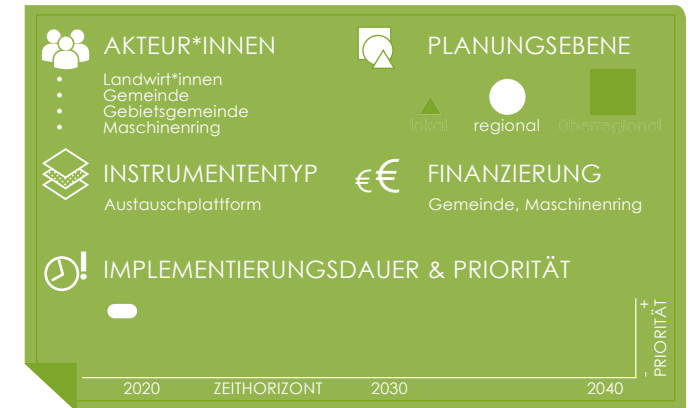 AKTEUR*INNEN
• Landwirt*innen
• Gemeinde
• Gebietsgemeinde
• Maschinenring
PLANUNGSEBENE
lokal regional überregional
INSTRUMENTENTYP
Austauschplattform
€€ FINANZIERUNG
Gemeinde, Maschinenring
! IMPLEMENTIERUNGSDAUER & PRIORITÄT
- PRIORITÄT +
2020 ZEITHORIZONT 2030 2040